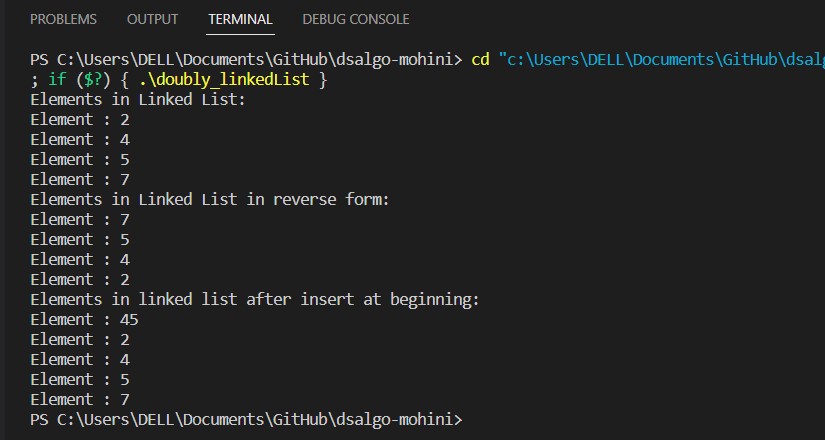 PROBLEMS OUTPUT TERMINAL DEBUG CONSOLE
PS C:\Users\DELL\Documents\GitHub\dsalgo-mohini> cd "c:\Users\DELL\Documents\GitHub\dsalg
; if ($?) { .\doubly_linkedList }
Elements in Linked List:
Element : 2
Element : 4
Element : 5
Element : 7
Elements in Linked List in reverse form:
Element : 7
Element : 5
Element : 4
Element : 2
Elements in linked list after insert at beginning:
Element : 45
Element : 2
Element : 4
Element : 5
Element : 7
PS C:\Users\DELL\Documents\GitHub\dsalgo-mohini>